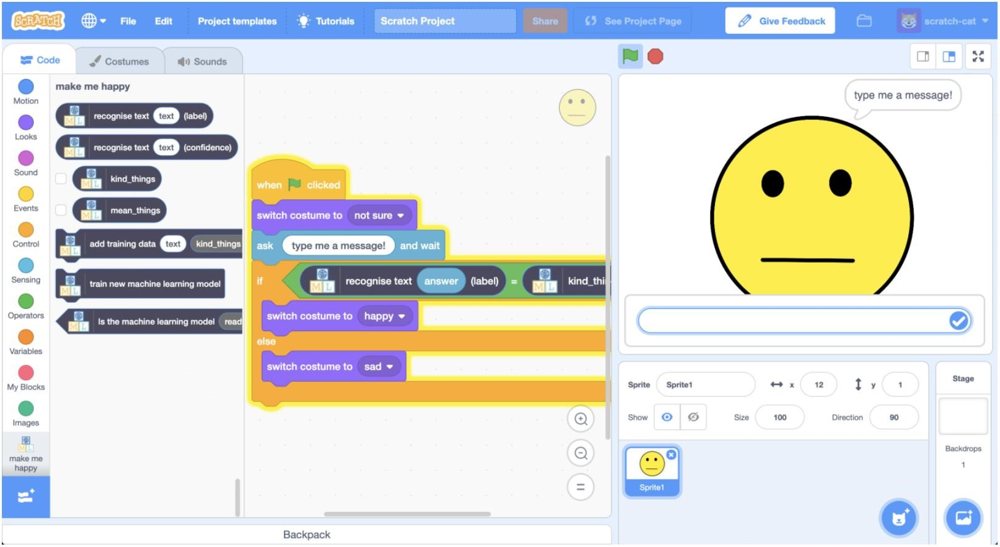 SCRATCH File Edit Project templates Tutorials Scratch Project Share See Project Page Give Feedback scratch-cat
Code Costumes Sounds
Motion
Looks
Sound
Events
Control
Sensing
Operators
Variables
My Blocks
Images
ML
make me
happy
make me happy
ML recognise text text (label)
ML recognise text text (confidence)
ML kind_things
ML mean_things
ML add training data text kind_things
ML train new machine learning model
ML Is the machine learning model read
when clicked
switch costume to not sure
ask type me a message! and wait
if ML recognise text answer (label) = ML kind_thi
switch costume to happy
else
switch costume to sad
=
Backpack
type me a message!
Sprite Sprite1 x 12 y 1
Show Size 100 Direction 90
Sprite1
Stage
Backdrops
1